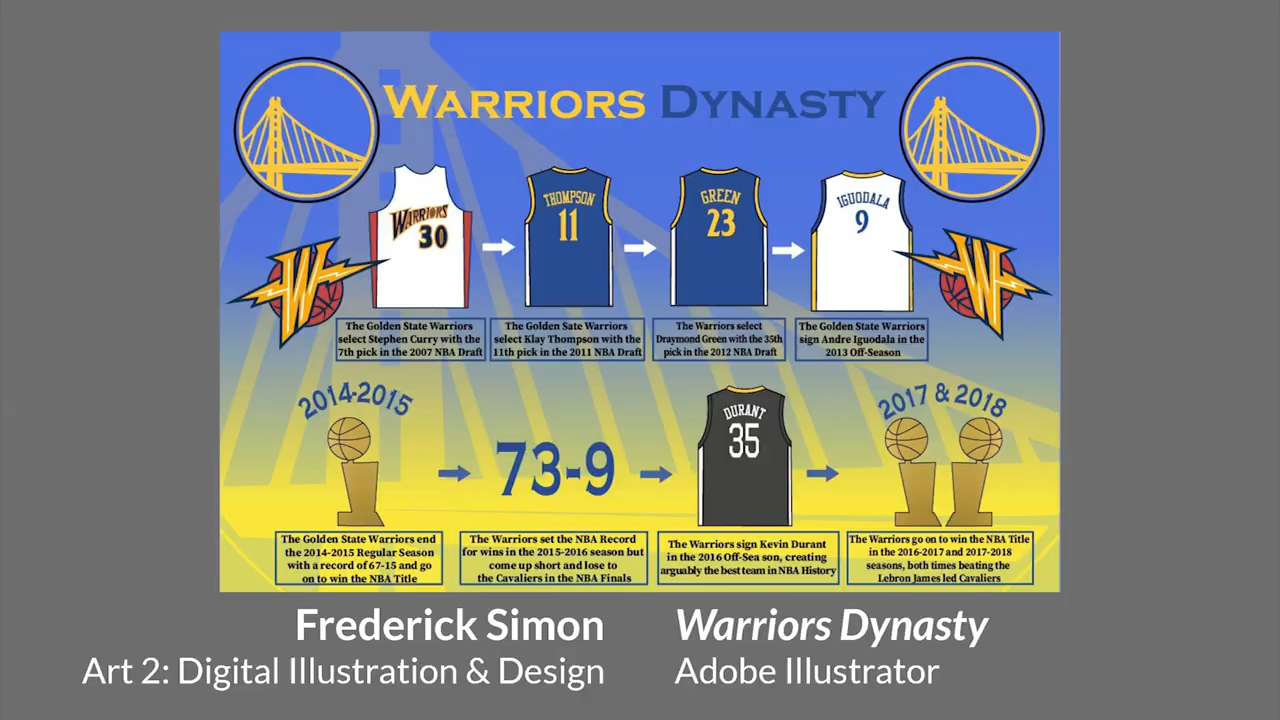 WARRIORS DYNASTY
WARRIORS
30
THOMPSON
11
GREEN
23
IGUODALA
9
The Golden State Warriors
select Stephen Curry with the
7th pick in the 2007 NBA Draft
The Golden Sate Warriors
select Klay Thompson with the
11th pick in the 2011 NBA Draft
The Warriors select
Draymond Green with the 35th
pick in the 2012 NBA Draft
The Golden State Warriors
sign Andre Iguodala in the
2013 Off-Season
2014-2015
73-9
DURANT
35
2017 & 2018
The Golden State Warriors end
the 2014-2015 Regular Season
with a record of 67-15 and go
on to win the NBA Title
The Warriors set the NBA Record
for wins in the 2015-2016 season but
come up short and lose to
the Cavaliers in the NBA Finals
The Warriors sign Kevin Durant
in the 2016 Off-Sea son, creating
arguably the best team in NBA History
The Warriors go on to win the NBA Title
in the 2016-2017 and 2017-2018
seasons, both times beating the
Lebron James led Cavaliers
Frederick Simon
Art 2: Digital Illustration & Design
Warriors Dynasty
Adobe Illustrator